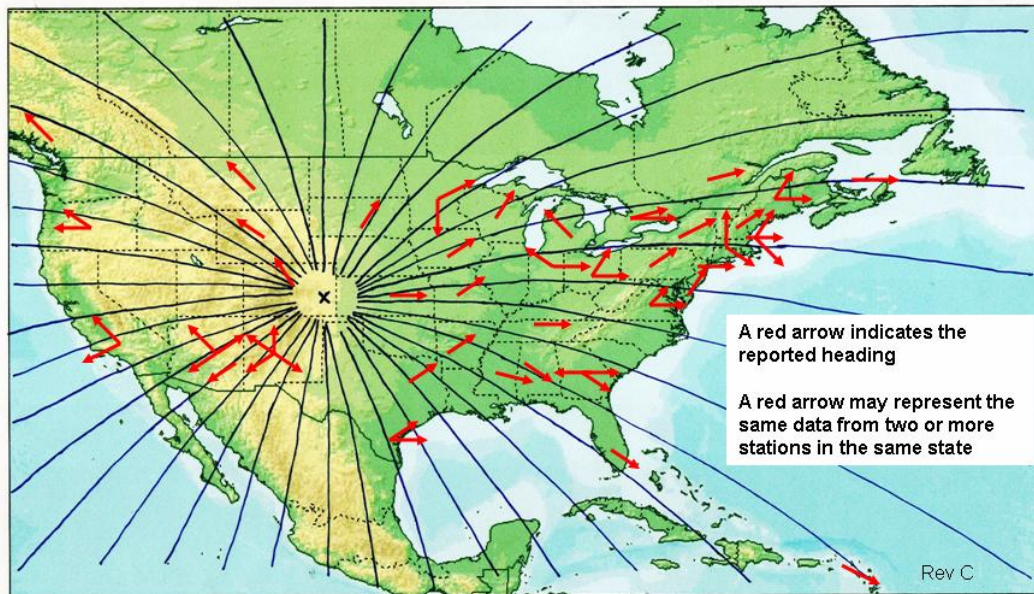 X
A red arrow indicates the
reported heading
A red arrow may represent the
same data from two or more
stations in the same state
Rev C